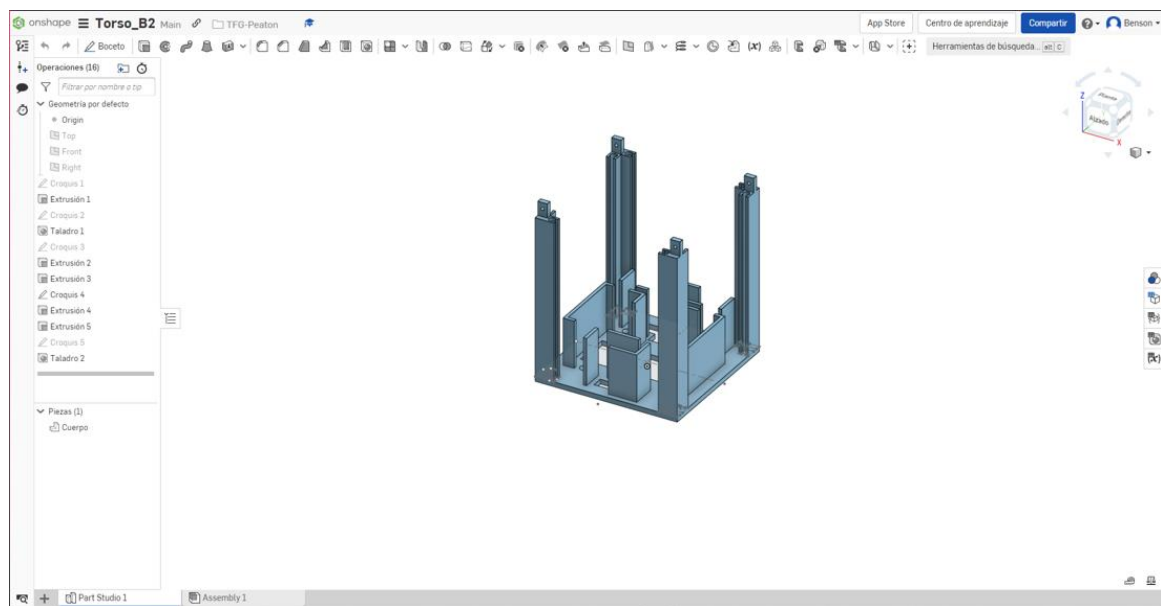 onshape Torso_B2 Main TFG-Peaton App Store Centro de aprendizaje Compartir Benson
Boceto Herramientas de búsqueda... alt C
Operaciones (16)
Filtrar por nombre o tip
Geometría por defecto
Origin
Top
Front
Right
Croquis 1
Extrusión 1
Croquis 2
Taladro 1
Croquis 3
Extrusión 2
Extrusión 3
Croquis 4
Extrusión 4
Extrusión 5
Croquis 5
Taladro 2
Piezas (1)
Cuerpo
Z
Alzado
X
Part Studio 1 Assembly 1